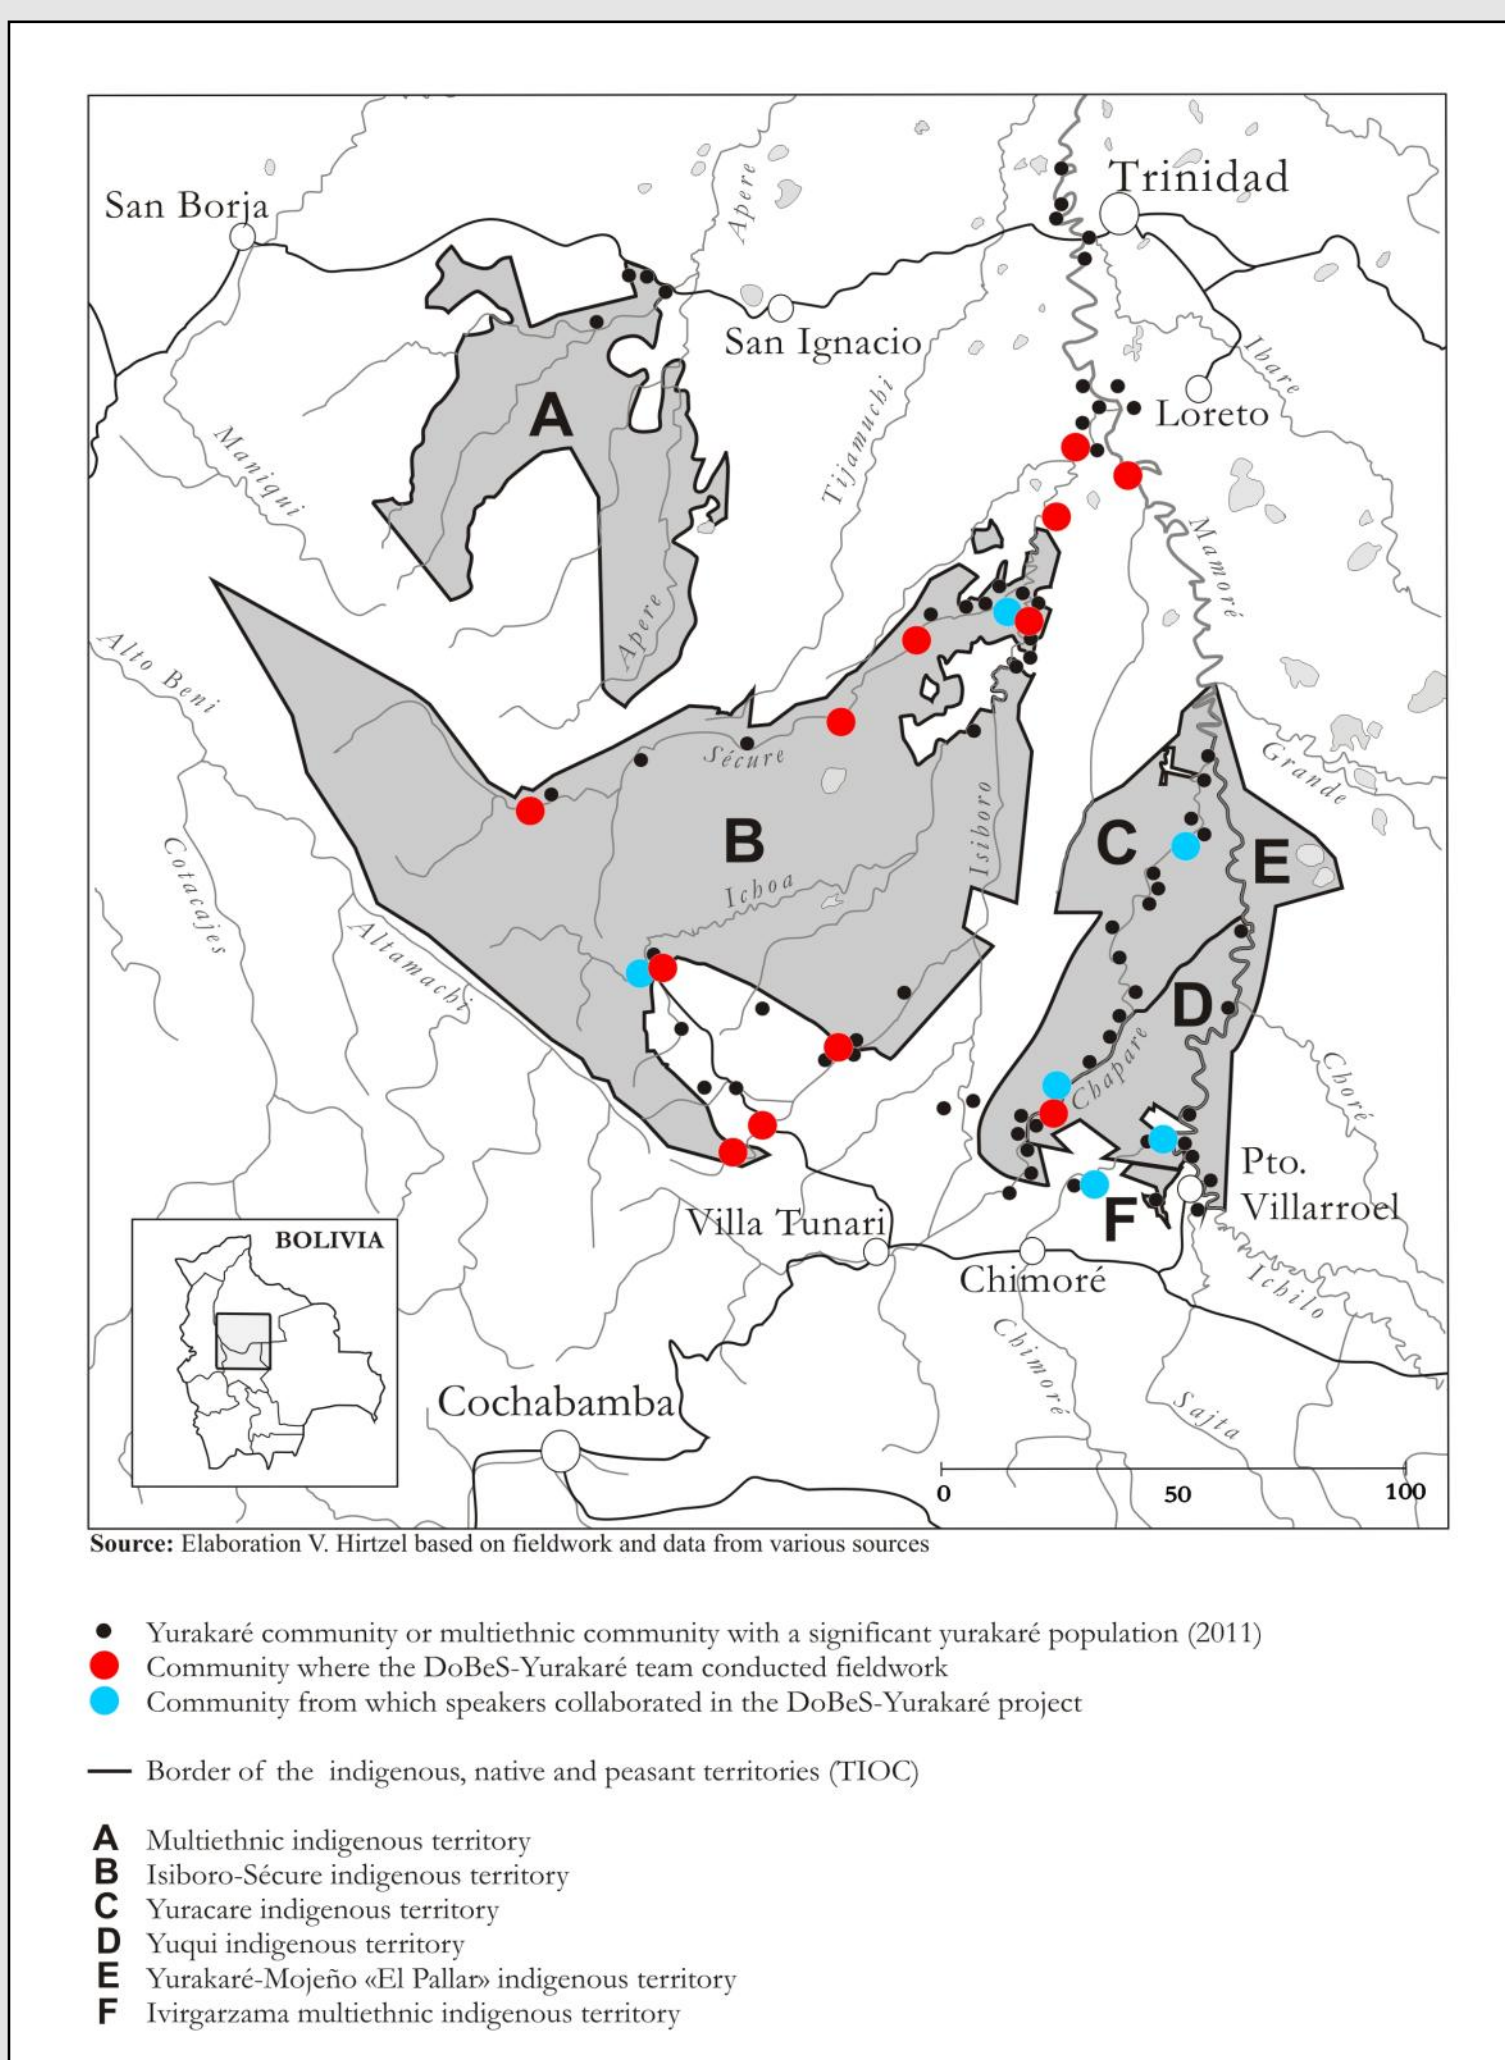 Trinidad
San Borja
Apere
San Ignacio
Ibare
Loreto
Tijamuchi
Maniqui
Mamoré
Apere
Alto Beni
Sécure
Grande
Isiboro
B
A
C
E
Ichoa
Cotacajes
Altamachi
D
Chapare
Choré
Pto.
Villarroel
F
Villa Tunari
BOLIVIA
Chimoré
Ichilo
Chimoré
Sajta
Cochabamba
0 50 100
Source: Elaboration V. Hirtzel based on fieldwork and data from various sources
Yurakaré community or multiethnic community with a significant yurakaré population (2011)
Community where the DoBeS-Yurakaré team conducted fieldwork
Community from which speakers collaborated in the DoBeS-Yurakaré project
Border of the indigenous, native and peasant territories (TIOC)
A Multiethnic indigenous territory
B Isiboro-Sécure indigenous territory
C Yuracare indigenous territory
D Yuqui indigenous territory
E Yurakaré-Mojeño «El Pallar» indigenous territory
F Ivirgarzama multiethnic indigenous territory